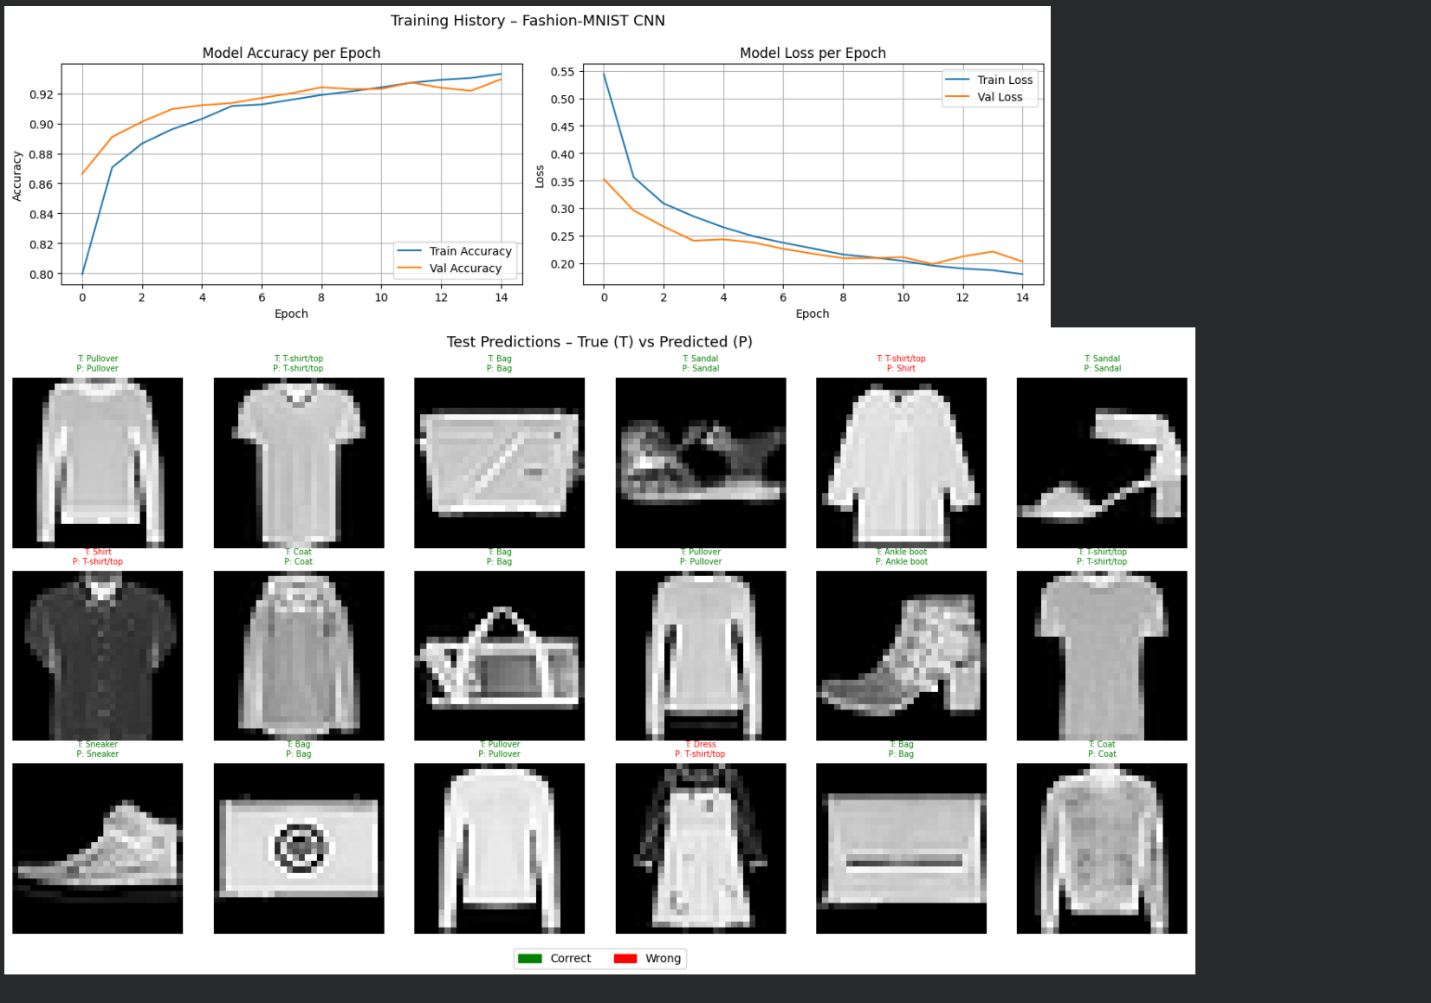 Training History – Fashion-MNIST CNN
Model Accuracy per Epoch
0.92
0.90
0.88
0.86
0.84
0.82
0.80
Accuracy
0 2 4 6 8 10 12 14
Epoch
Train Accuracy
Val Accuracy
Model Loss per Epoch
0.55
0.50
0.45
0.40
0.35
0.30
0.25
0.20
Loss
0 2 4 6 8 10 12 14
Epoch
Train Loss
Val Loss
Test Predictions – True (T) vs Predicted (P)
T: Pullover
P: Pullover
T: T-shirt/top
P: T-shirt/top
T: Bag
P: Bag
T: Sandal
P: Sandal
T: T-shirt/top
P: Shirt
T: Sandal
P: Sandal
T: Shirt
P: T-shirt/top
T: Coat
P: Coat
T: Bag
P: Bag
T: Pullover
P: Pullover
T: Ankle boot
P: Ankle boot
T: T-shirt/top
P: T-shirt/top
T: Sneaker
P: Sneaker
T: Bag
P: Bag
T: Pullover
P: Pullover
T: Dress
P: T-shirt/top
T: Bag
P: Bag
T: Coat
P: Coat
Correct
Wrong